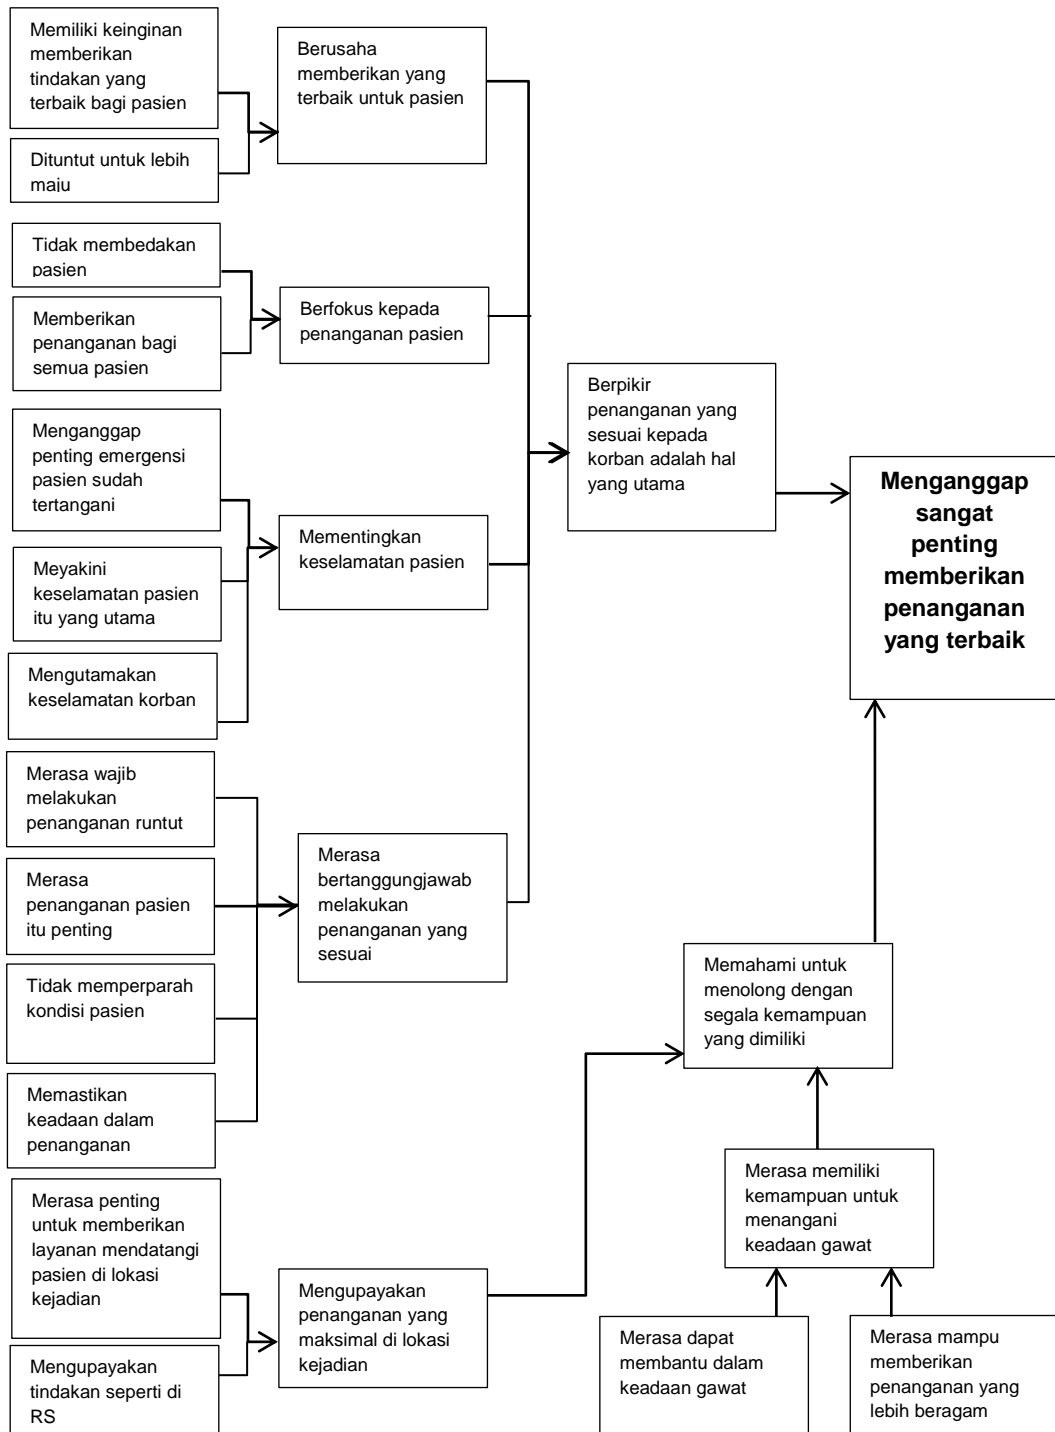 Memiliki keinginan
memberikan
tindakan yang
terbaik bagi pasien
Dituntut untuk lebih
maju
Tidak membedakan
pasien
Memberikan
penanganan bagi
semua pasien
Menganggap
penting emergensi
pasien sudah
tertangani
Meyakini
keselamatan pasien
itu yang utama
Mengutamakan
keselamatan korban
Merasa wajib
melakukan
penanganan runtut
Merasa
penanganan pasien
itu penting
Tidak memperparah
kondisi pasien
Memastikan
keadaan dalam
penanganan
Merasa penting
untuk memberikan
layanan mendatangi
pasien di lokasi
kejadian
Mengupayakan
tindakan seperti di
RS
Berusaha
memberikan yang
terbaik untuk pasien
Berfokus kepada
penanganan pasien
Mementingkan
keselamatan pasien
Merasa
bertanggungjawab
melakukan
penanganan yang
sesuai
Mengupayakan
penanganan yang
maksimal di lokasi
kejadian
Berpikir
penanganan yang
sesuai kepada
korban adalah hal
yang utama
Memahami untuk
menolong dengan
segala kemampuan
yang dimiliki
Merasa memiliki
kemampuan untuk
menangani
keadaan gawat
Merasa dapat
membantu dalam
keadaan gawat
Merasa mampu
memberikan
penanganan yang
lebih beragam
Menganggap
sangat
penting
memberikan
penanganan
yang terbaik